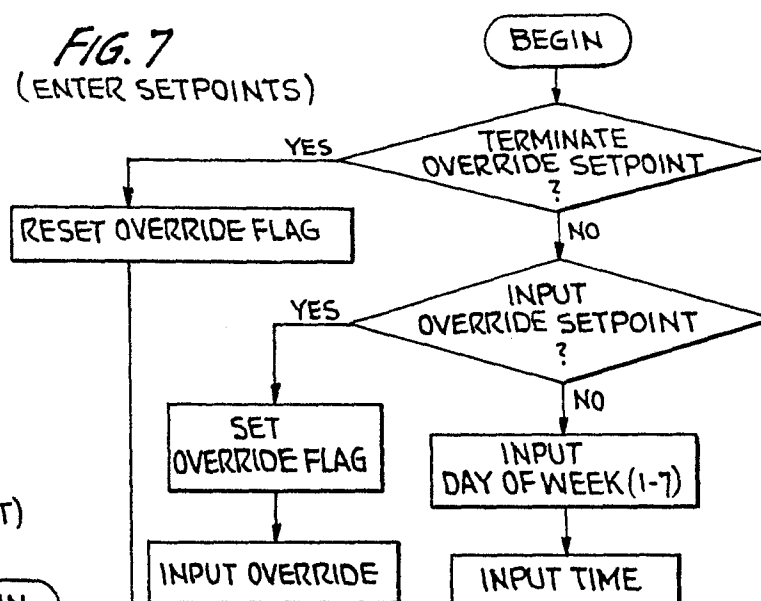 FIG. 7
(ENTER SETPOINTS)
BEGIN
TERMINATE
OVERRIDE SETPOINT
?
YES
NO
RESET OVERRIDE FLAG
INPUT
OVERRIDE SETPOINT
?
YES
NO
SET
OVERRIDE FLAG
INPUT
DAY OF WEEK (1-7)
T)
INPUT OVERRIDE
INPUT TIME